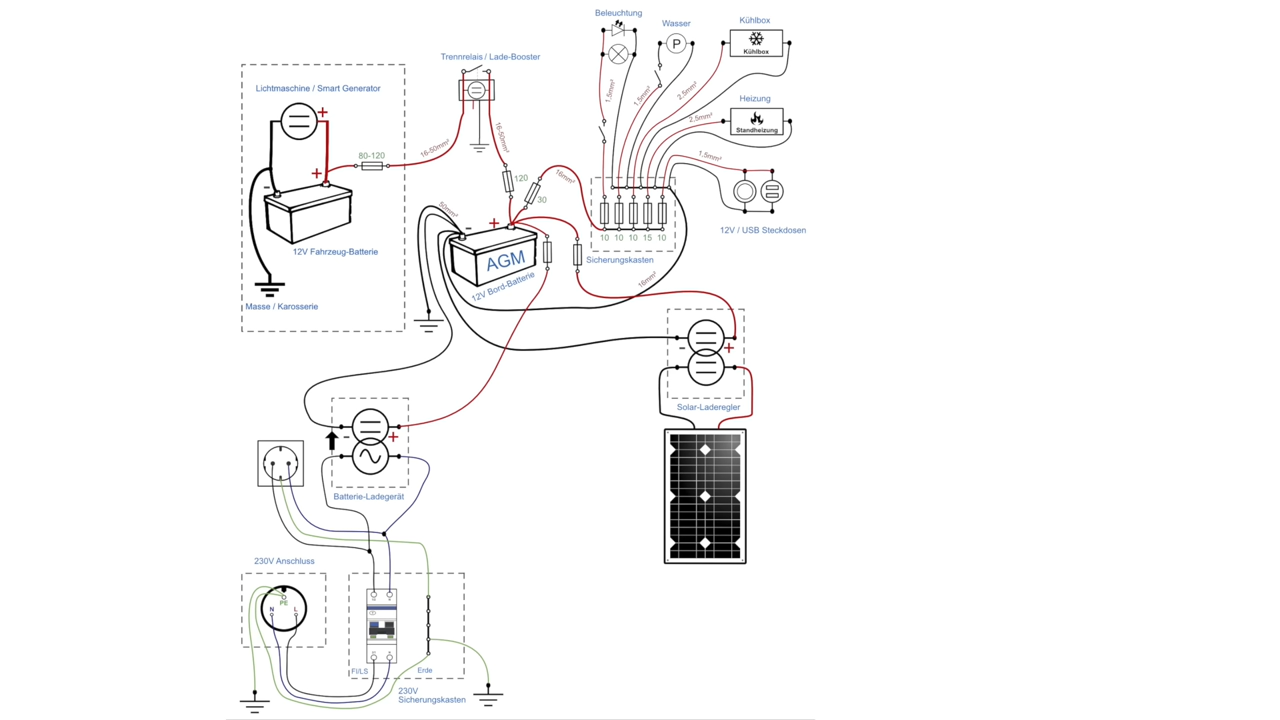 Beleuchtung
Wasser
P
Kühlbox
Kühlbox
Trennrelais / Lade-Booster
Lichtmaschine / Smart Generator
+
80-120
16-50mm²
16-50mm²
1,5mm²
1,5mm²
2,5mm²
Heizung
2,5mm²
Standheizung
1,5mm²
+
-
12V Fahrzeug-Batterie
Masse / Karosserie
120
30
16mm²
50mm²
+
-
AGM
12V Bord-Batterie
10 10 10 15 10
Sicherungskasten
16mm²
12V / USB Steckdosen
-
+
Solar-Laderegler
-
+
Batterie-Ladegerät
230V Anschluss
PE
N
L
FI/LS
Erde
230V
Sicherungskasten